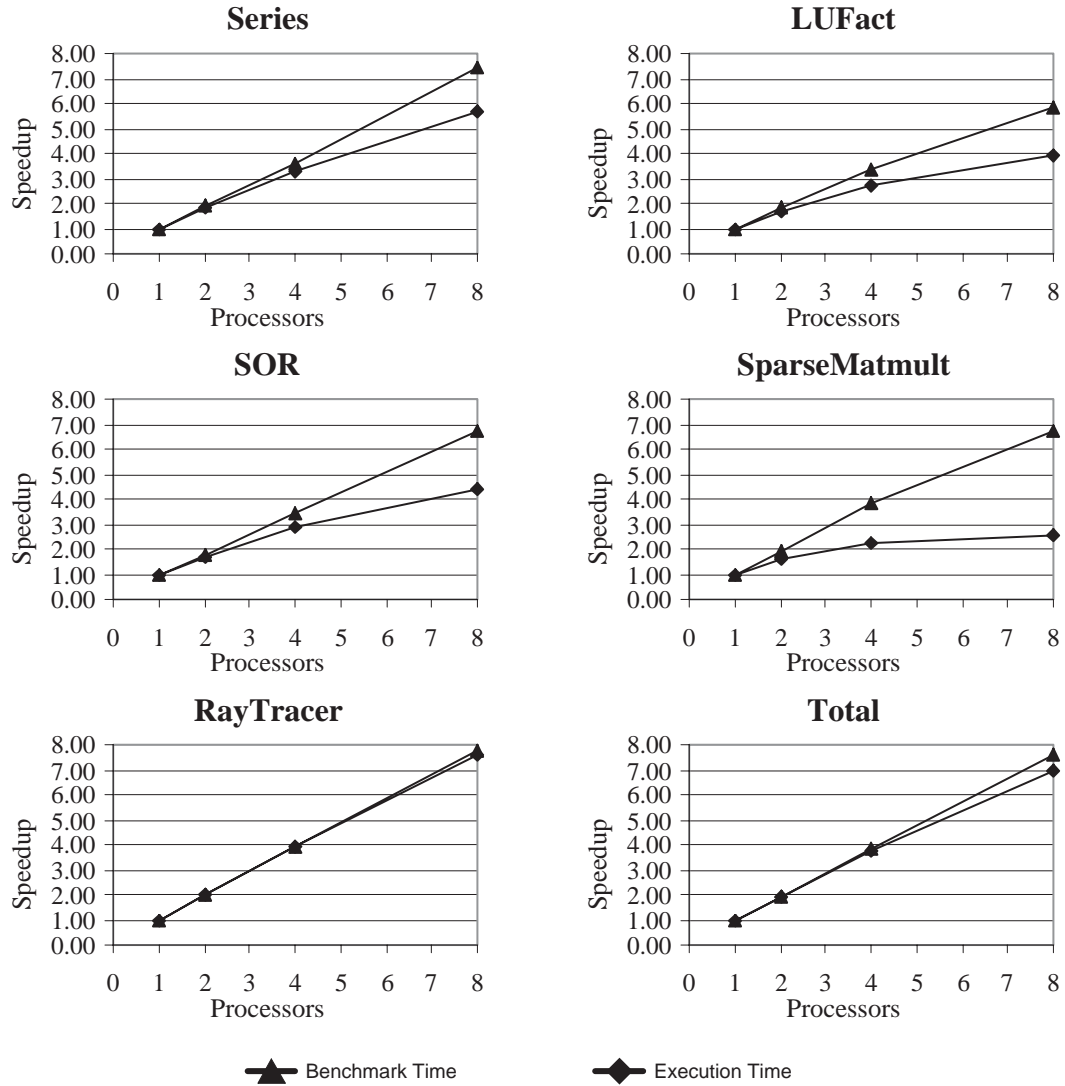 Series
8.00
7.00
6.00
5.00
4.00
3.00
2.00
1.00
0.00
Speedup
0 1 2 3 4 5 6 7 8
Processors
LUFact
8.00
7.00
6.00
5.00
4.00
3.00
2.00
1.00
0.00
Speedup
0 1 2 3 4 5 6 7 8
Processors
SOR
8.00
7.00
6.00
5.00
4.00
3.00
2.00
1.00
0.00
Speedup
0 1 2 3 4 5 6 7 8
Processors
SparseMatmult
8.00
7.00
6.00
5.00
4.00
3.00
2.00
1.00
0.00
Speedup
0 1 2 3 4 5 6 7 8
Processors
RayTracer
8.00
7.00
6.00
5.00
4.00
3.00
2.00
1.00
0.00
Speedup
0 1 2 3 4 5 6 7 8
Processors
Total
8.00
7.00
6.00
5.00
4.00
3.00
2.00
1.00
0.00
Speedup
0 1 2 3 4 5 6 7 8
Processors
Benchmark Time
Execution Time